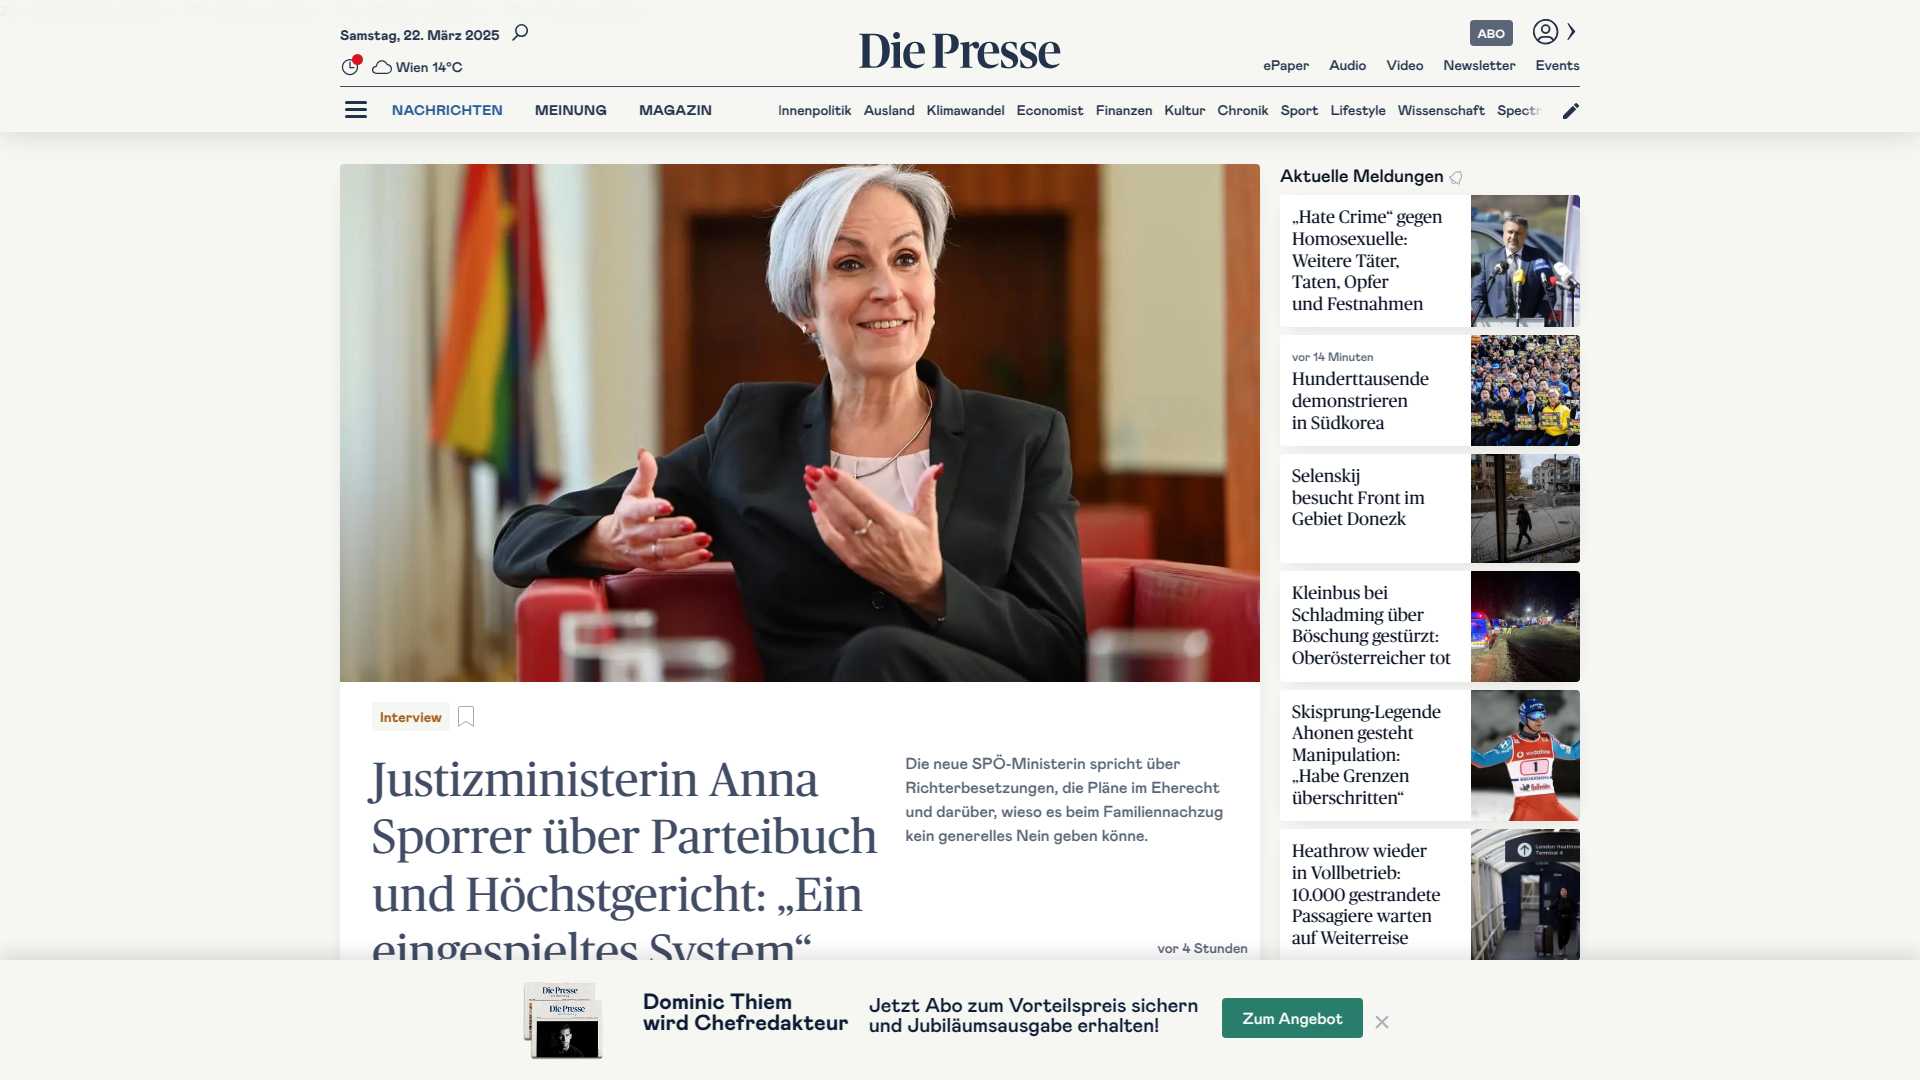 Samstag, 22. März 2025
Die Presse
ABO
Wien 14°C
ePaper Audio Video Newsletter Events
NACHRICHTEN MEINUNG MAGAZIN
Innenpolitik Ausland Klimawandel Economist Finanzen Kultur Chronik Sport Lifestyle Wissenschaft Spectr
Interview
Justizministerin Anna
Sporrer über Parteibuch
und Höchstgericht: „Ein
eingespieltes System“
Die neue SPÖ-Ministerin spricht über
Richterbesetzungen, die Pläne im Eherecht
und darüber, wieso es beim Familiennachzug
kein generelles Nein geben könne.
vor 4 Stunden
Aktuelle Meldungen
„Hate Crime“ gegen
Homosexuelle:
Weitere Täter,
Taten, Opfer
und Festnahmen
vor 14 Minuten
Hunderttausende
demonstrieren
in Südkorea
Selenskij
besucht Front im
Gebiet Donezk
Kleinbus bei
Schladming über
Böschung gestürzt:
Oberösterreicher tot
Skisprung-Legende
Ahonen gesteht
Manipulation:
„Habe Grenzen
überschritten“
vodafone
1
Heathrow wieder
in Vollbetrieb:
10.000 gestrandete
Passagiere warten
auf Weiterreise
London Heathrow
Terminal 4
Die Presse
Die Presse
Dominic Thiem
wird Chefredakteur
Jetzt Abo zum Vorteilspreis sichern
und Jubiläumsausgabe erhalten!
Zum Angebot